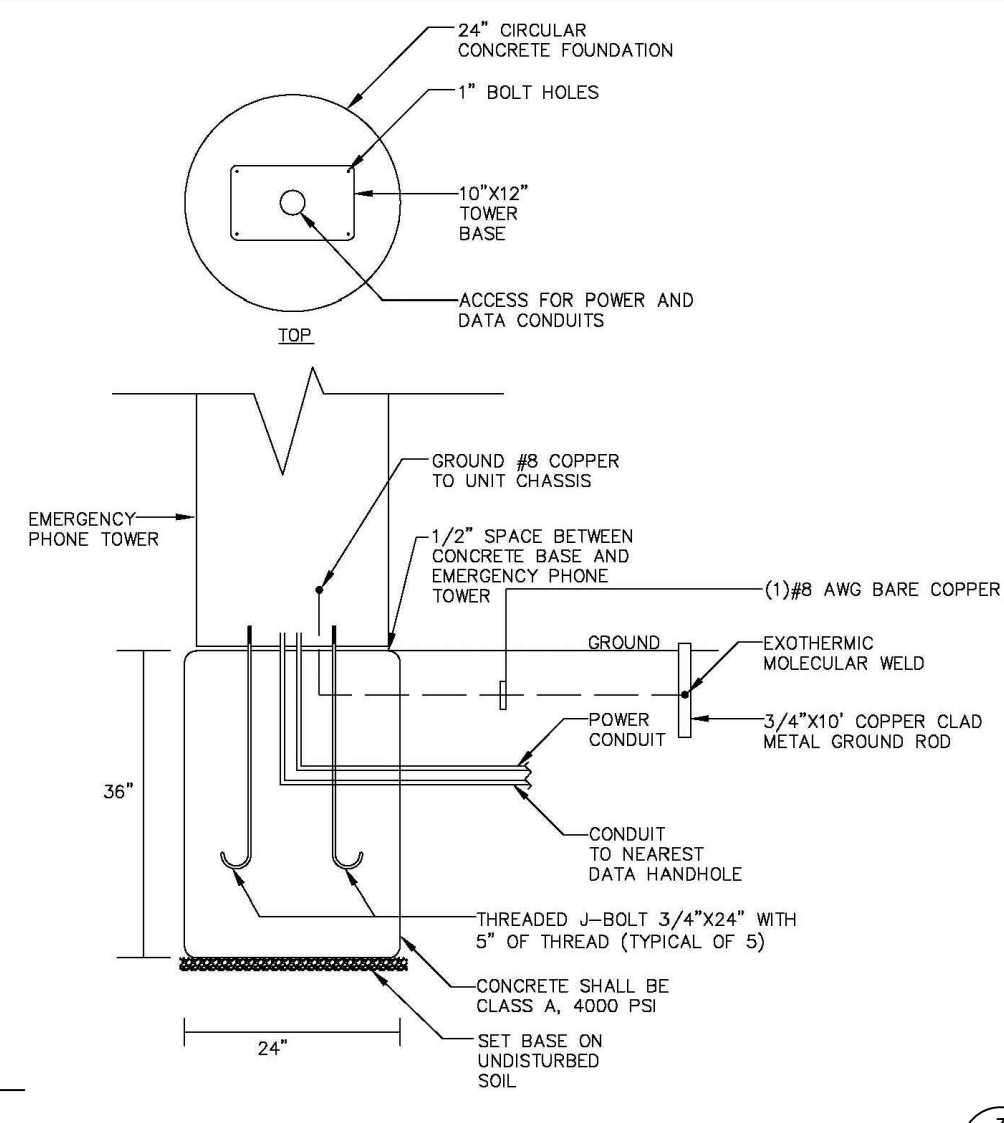 24" CIRCULAR
CONCRETE FOUNDATION
1" BOLT HOLES
10"X12"
TOWER
BASE
ACCESS FOR POWER AND
DATA CONDUITS
TOP
GROUND #8 COPPER
TO UNIT CHASSIS
EMERGENCY
PHONE TOWER
1/2" SPACE BETWEEN
CONCRETE BASE AND
EMERGENCY PHONE
TOWER
(1)#8 AWG BARE COPPER
GROUND
EXOTHERMIC
MOLECULAR WELD
POWER
CONDUIT
3/4"X10' COPPER CLAD
METAL GROUND ROD
36"
CONDUIT
TO NEAREST
DATA HANDHOLE
THREADED J-BOLT 3/4"X24" WITH
5" OF THREAD (TYPICAL OF 5)
CONCRETE SHALL BE
CLASS A, 4000 PSI
24"
SET BASE ON
UNDISTURBED
SOIL